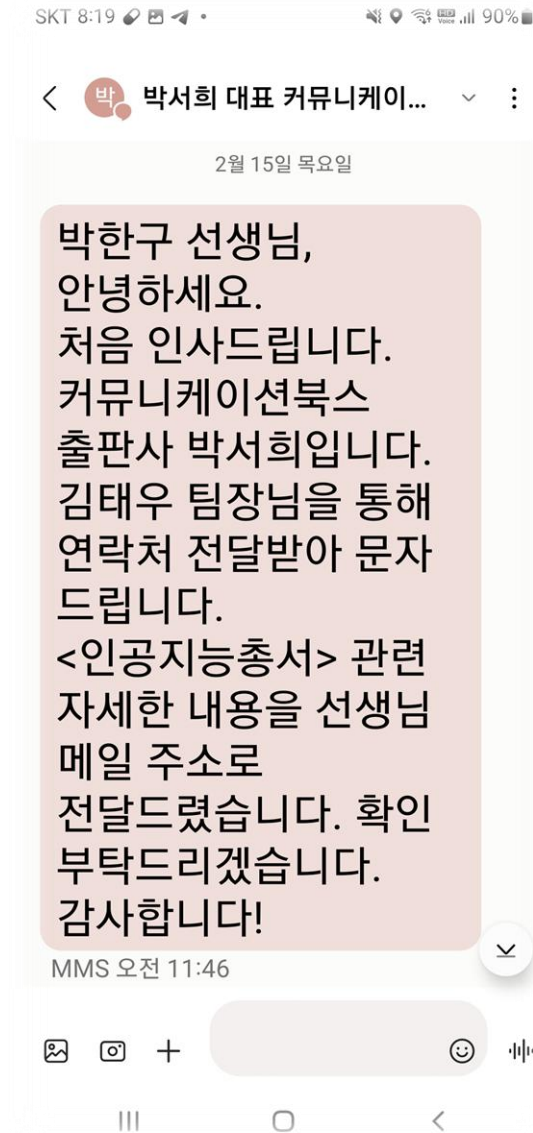 SKT 8:19
90%
박
박서희 대표 커뮤니케이...
2월 15일 목요일
박한구 선생님,
안녕하세요.
처음 인사드립니다.
커뮤니케이션북스
출판사 박서희입니다.
김태우 팀장님을 통해
연락처 전달받아 문자
드립니다.
<인공지능총서> 관련
자세한 내용을 선생님
메일 주소로
전달드렸습니다. 확인
부탁드리겠습니다.
감사합니다!
MMS 오전 11:46